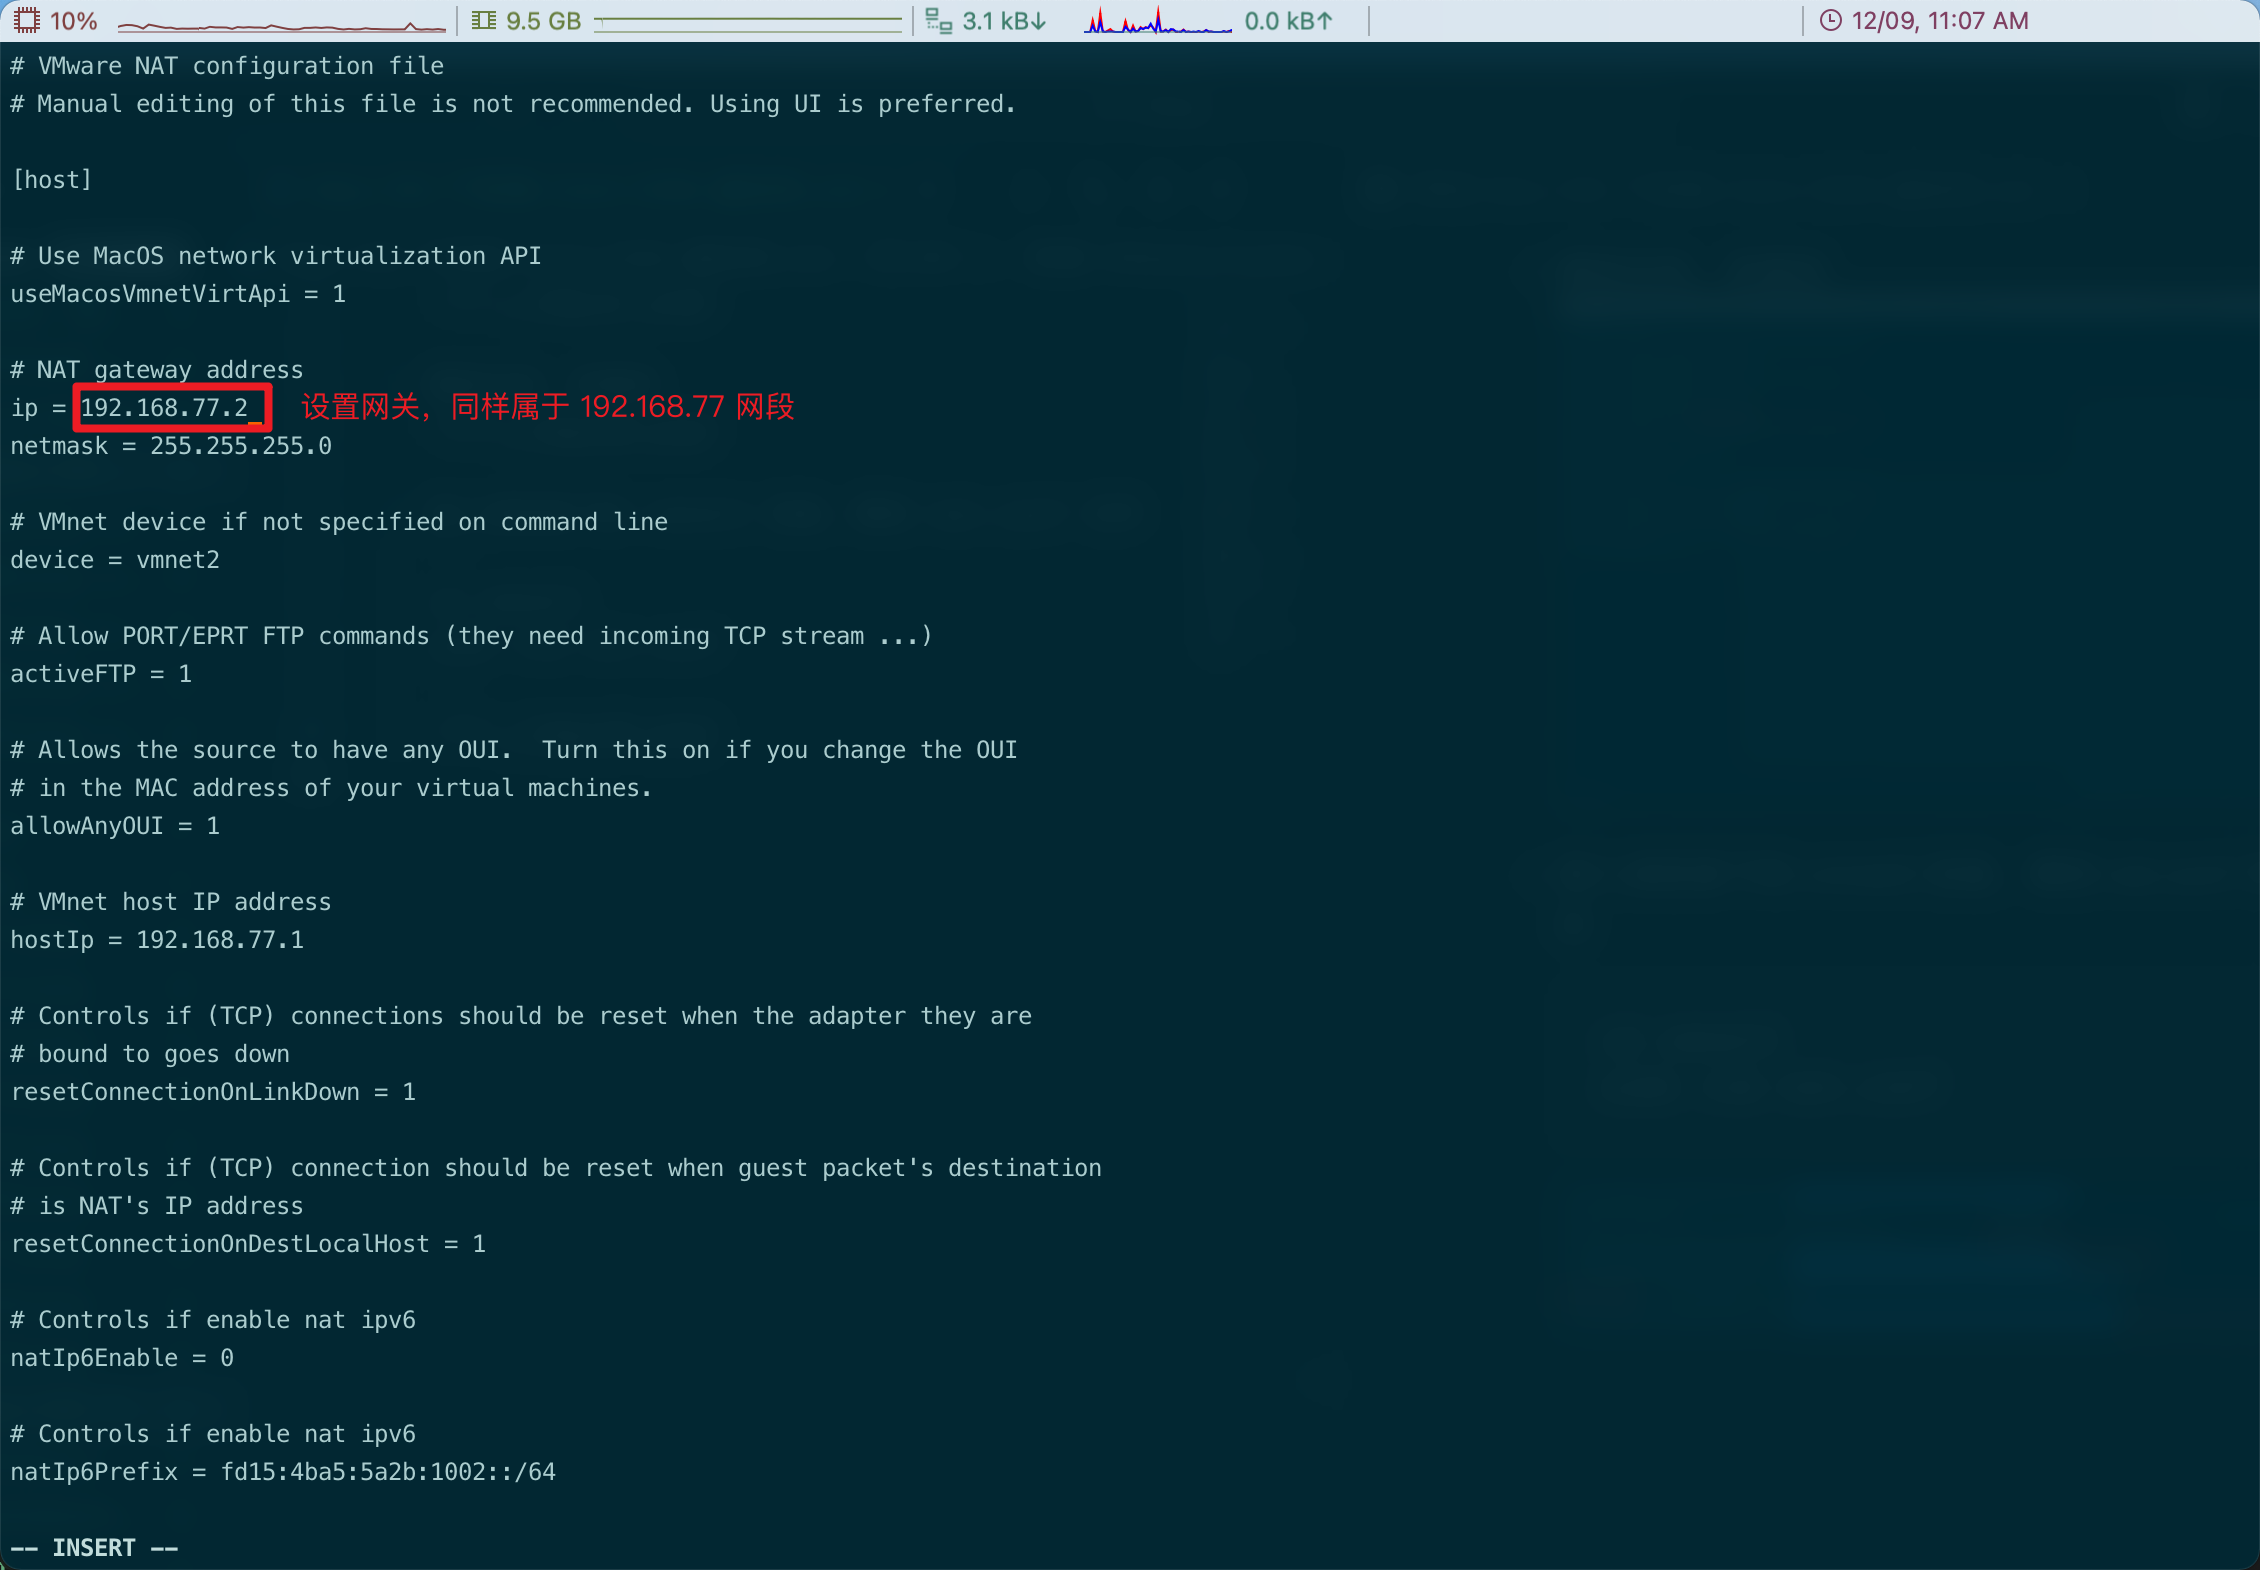 10% 9.5 GB 3.1 kB↓ 0.0 kB↑ 12/09, 11:07 AM
# VMware NAT configuration file
# Manual editing of this file is not recommended. Using UI is preferred.
[host]
# Use MacOS network virtualization API
useMacosVmnetVirtApi = 1
# NAT gateway address
ip = 192.168.77.2 设置网关，同样属于 192.168.77 网段
netmask = 255.255.255.0
# VMnet device if not specified on command line
device = vmnet2
# Allow PORT/EPRT FTP commands (they need incoming TCP stream ...)
activeFTP = 1
# Allows the source to have any OUI.  Turn this on if you change the OUI
# in the MAC address of your virtual machines.
allowAnyOUI = 1
# VMnet host IP address
hostIp = 192.168.77.1
# Controls if (TCP) connections should be reset when the adapter they are
# bound to goes down
resetConnectionOnLinkDown = 1
# Controls if (TCP) connection should be reset when guest packet's destination
# is NAT's IP address
resetConnectionOnDestLocalHost = 1
# Controls if enable nat ipv6
natIp6Enable = 0
# Controls if enable nat ipv6
natIp6Prefix = fd15:4ba5:5a2b:1002::/64
-- INSERT --